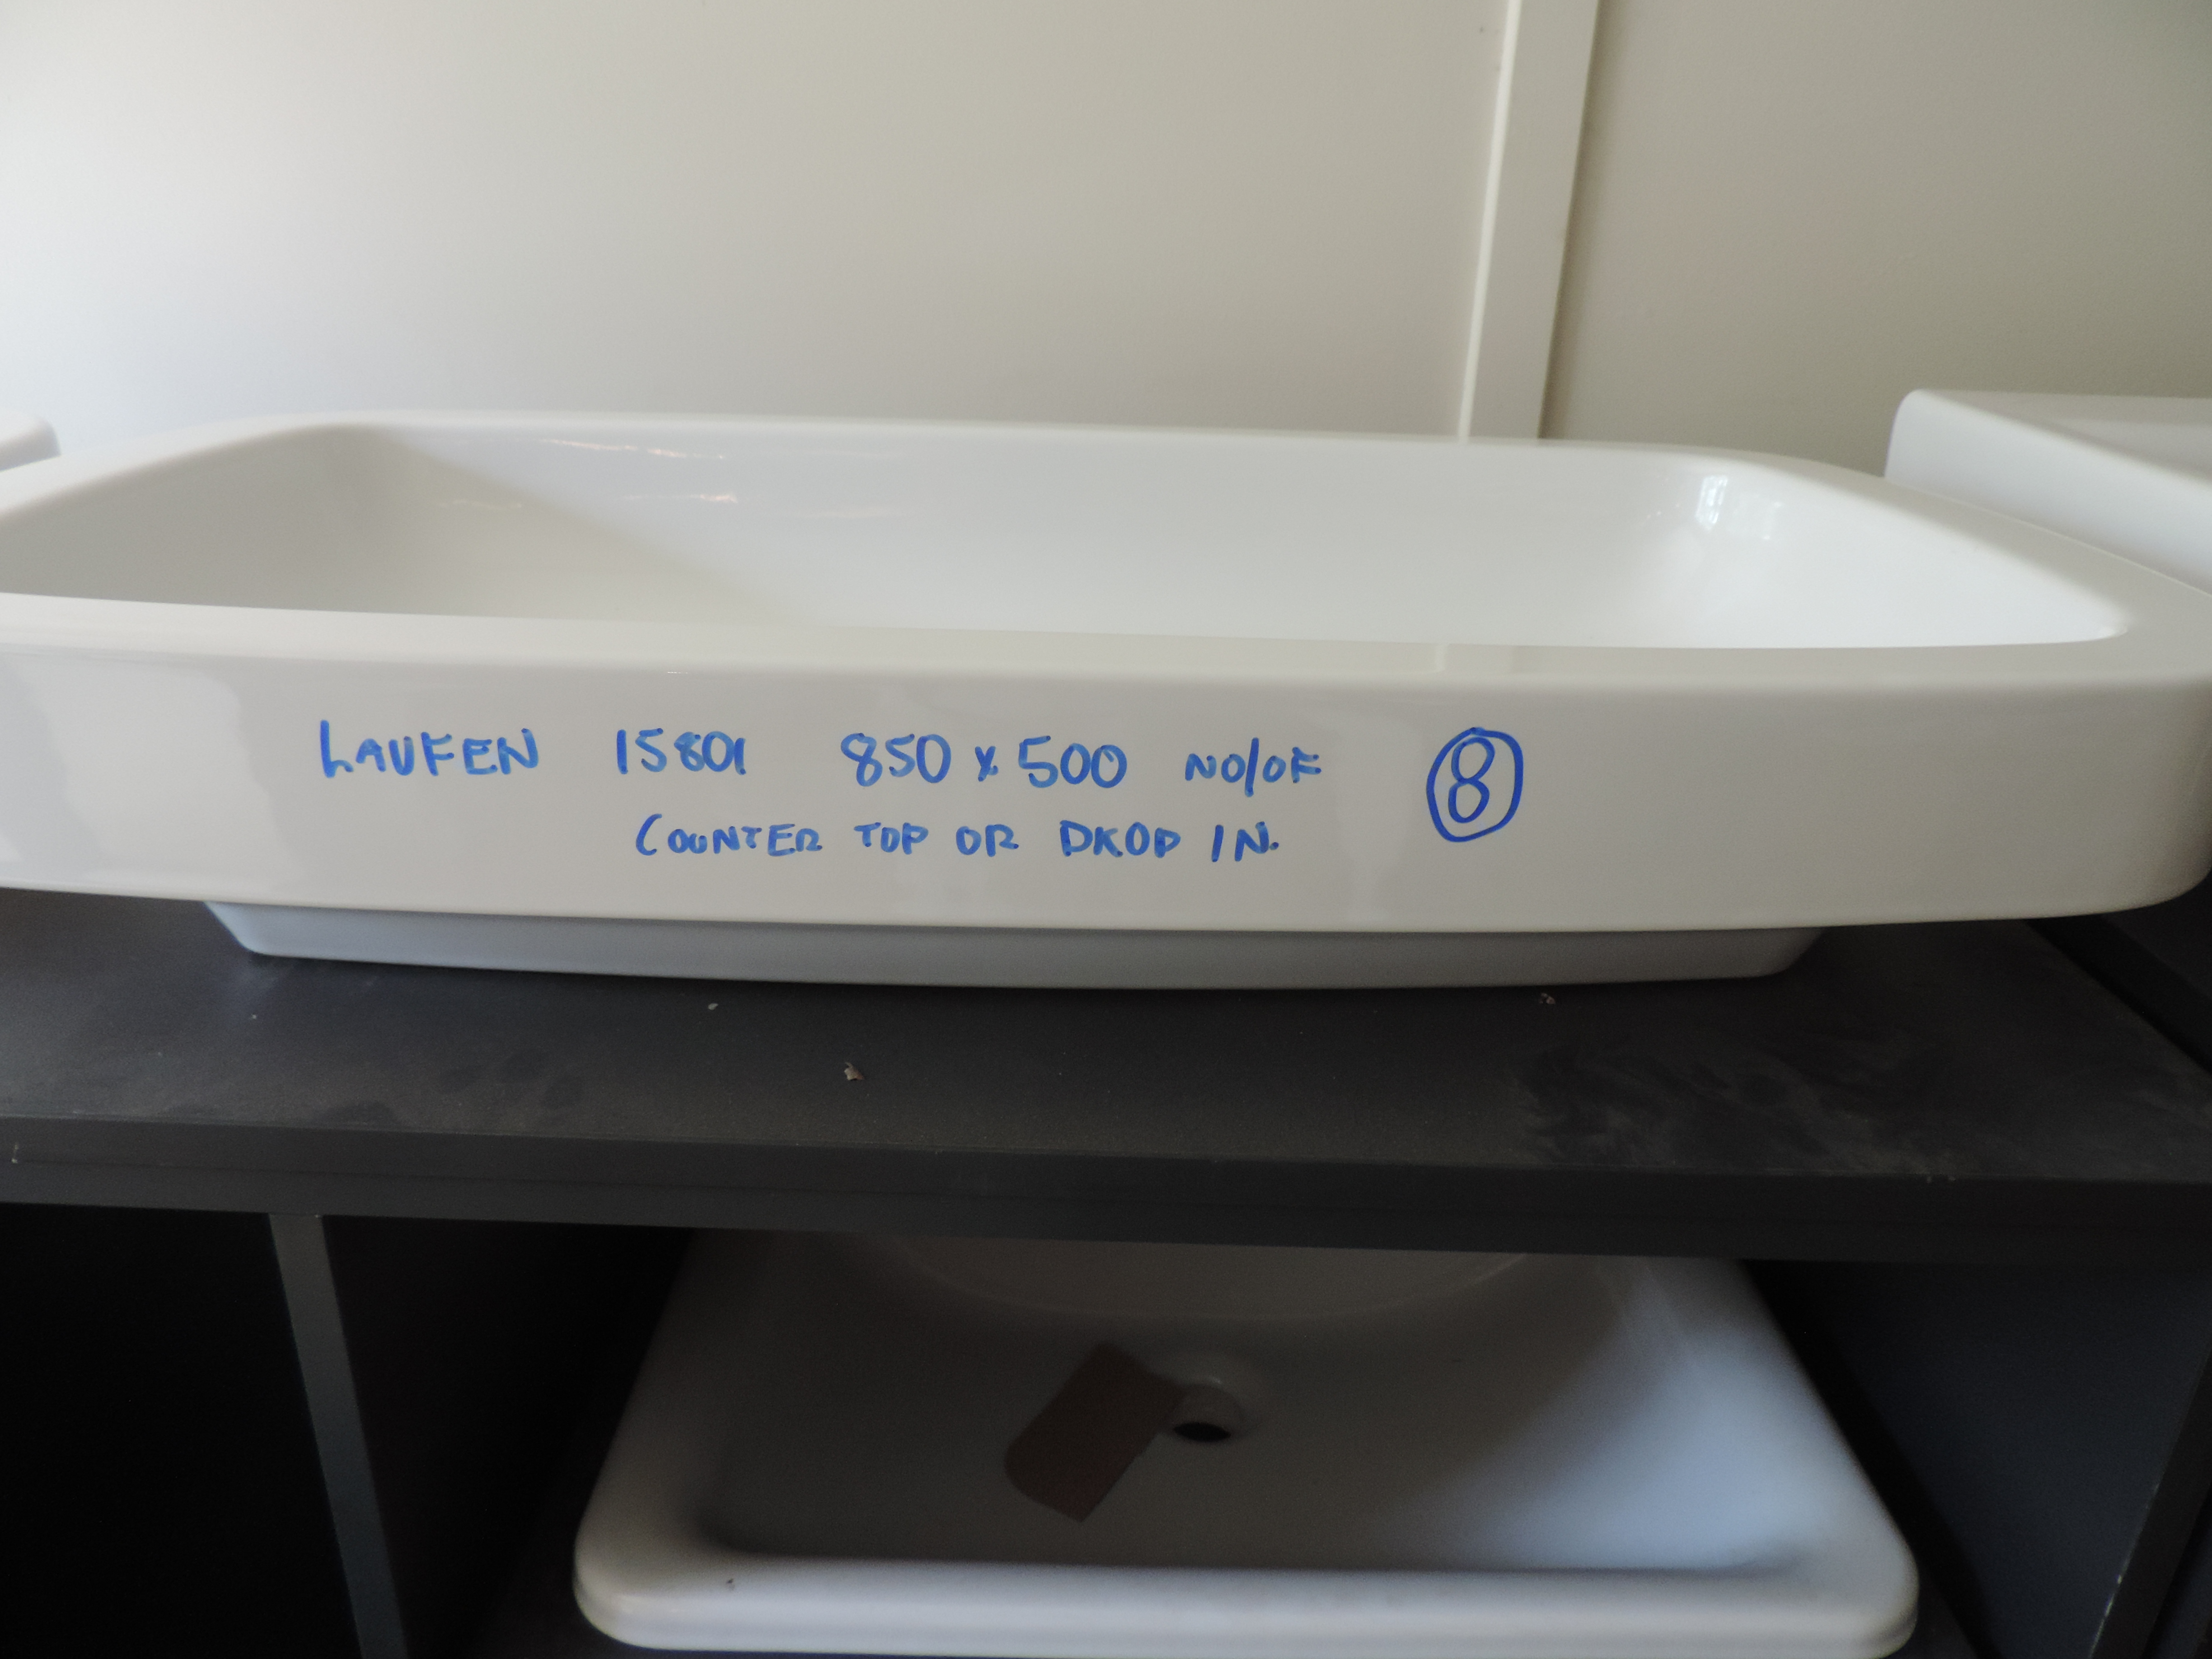 LAUFEN 15801 850 x 500 NO/OF 8
COUNTER TOP OR DROP IN.